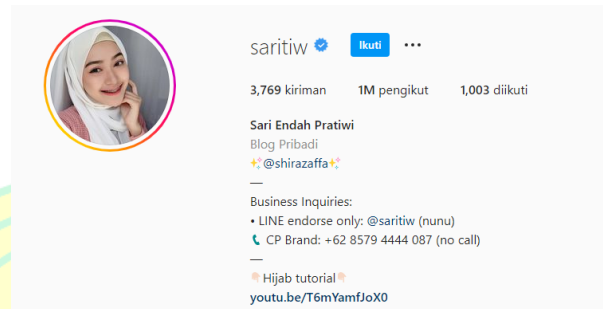 saritiw Ikuti
3,769 kiriman 1M pengikut 1,003 diikuti
Sari Endah Pratiwi
Blog Pribadi
✨@shirazaffa✨
—
Business Inquiries:
• LINE endorse only: @saritiw (nunu)
📞 CP Brand: +62 8579 4444 087 (no call)
—
👇🏻Hijab tutorial👇🏻
youtu.be/T6mYamfJoX0